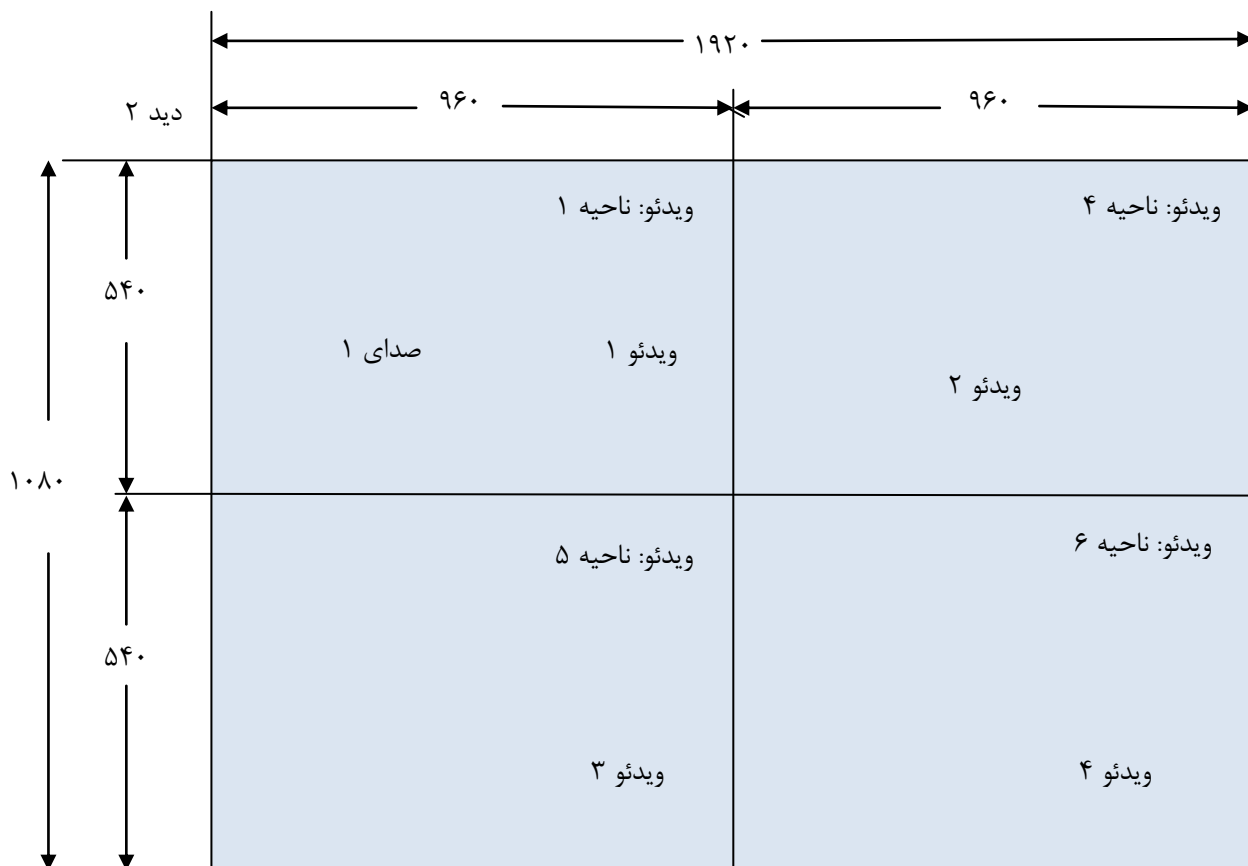 ۱۹۲۰
۹۶۰
۹۶۰
دید ۲
ویدئو: ناحیه ۴
ویدئو: ناحیه ۱
۵۴۰
صدای ۱
ویدئو ۱
ویدئو ۲
۱۰۸۰
ویدئو: ناحیه ۶
ویدئو: ناحیه ۵
۵۴۰
ویدئو ۴
ویدئو ۳